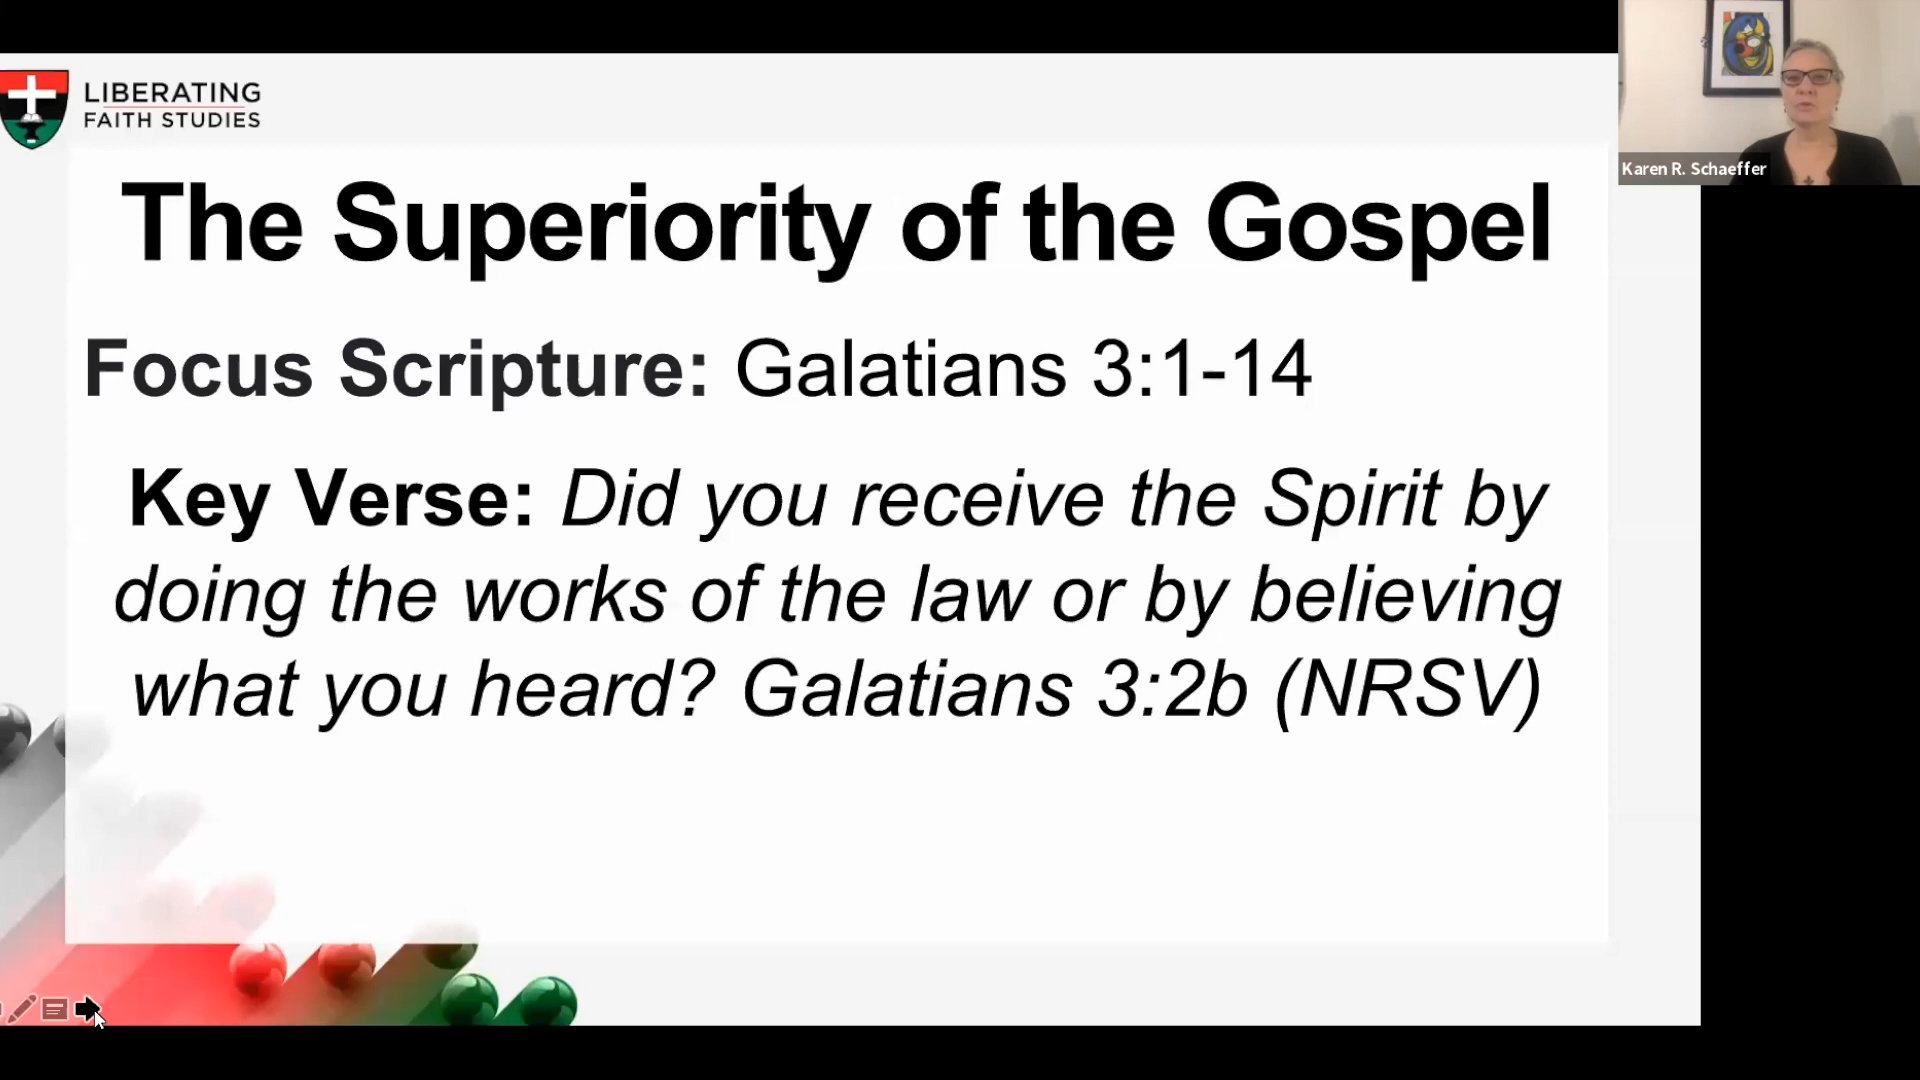 LIBERATING
FAITH STUDIES
Karen R. Schaeffer
The Superiority of the Gospel
Focus Scripture: Galatians 3:1-14
Key Verse: Did you receive the Spirit by
doing the works of the law or by believing
what you heard? Galatians 3:2b (NRSV)